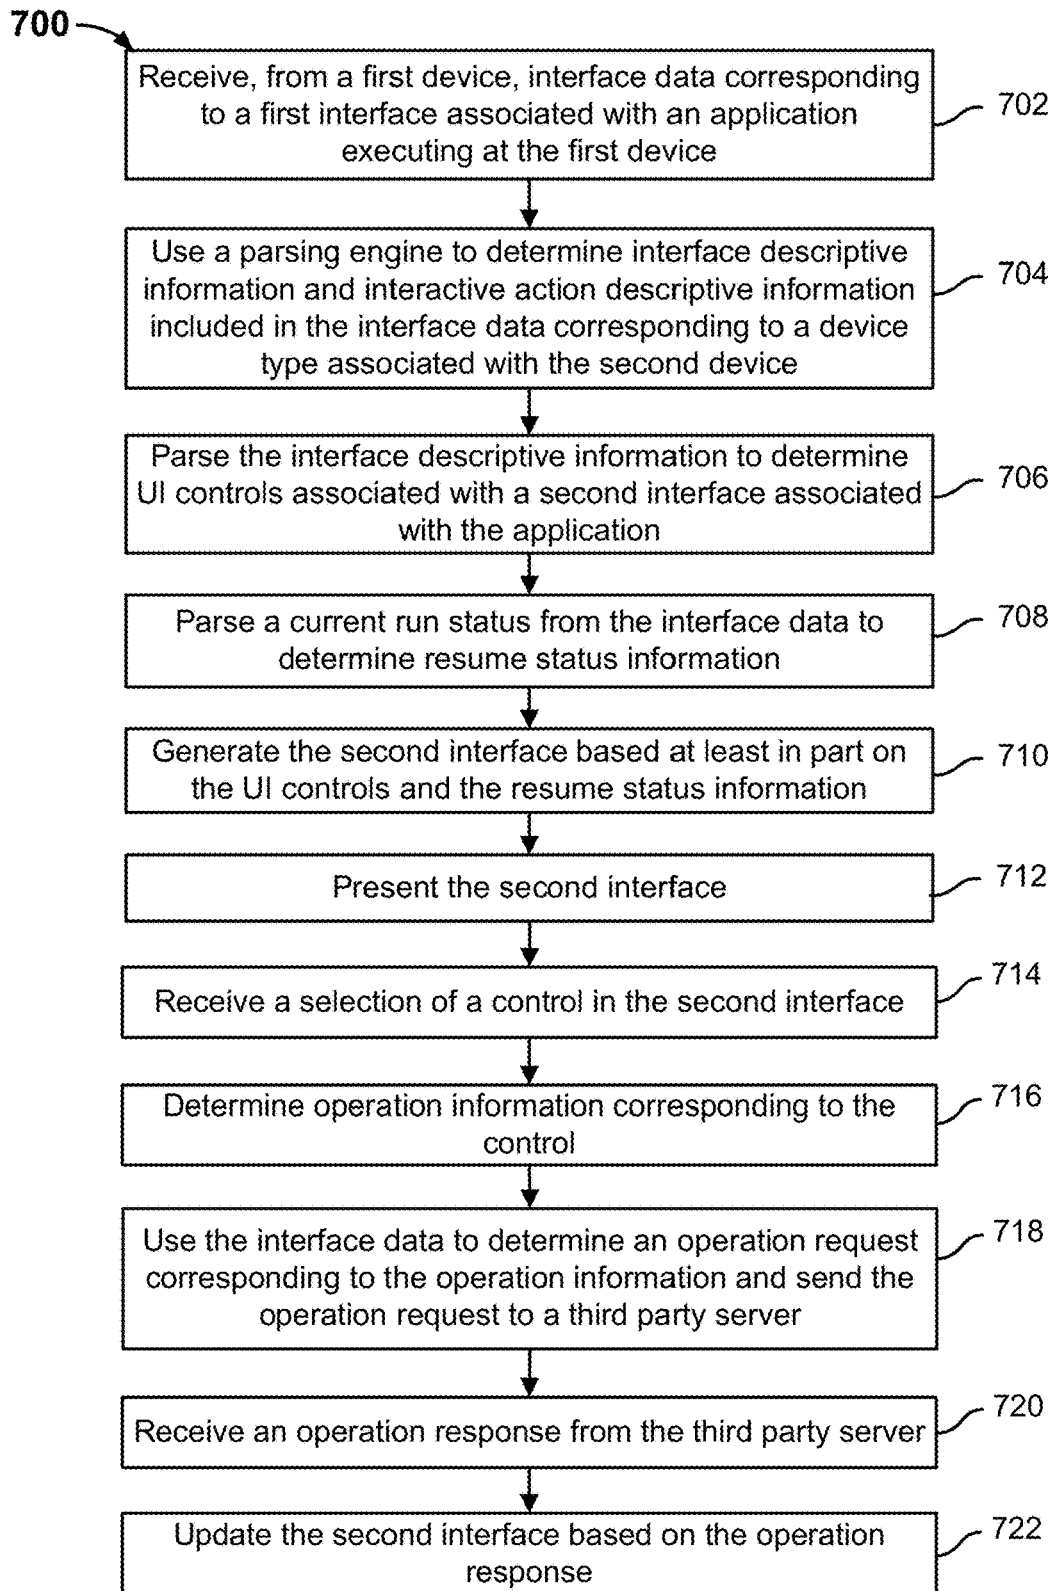 700
Receive, from a first device, interface data corresponding
to a first interface associated with an application
executing at the first device
702
Use a parsing engine to determine interface descriptive
information and interactive action descriptive information
included in the interface data corresponding to a device
type associated with the second device
704
Parse the interface descriptive information to determine
UI controls associated with a second interface associated
with the application
706
Parse a current run status from the interface data to
determine resume status information
708
Generate the second interface based at least in part on
the UI controls and the resume status information
710
Present the second interface
712
Receive a selection of a control in the second interface
714
Determine operation information corresponding to the
control
716
Use the interface data to determine an operation request
corresponding to the operation information and send the
operation request to a third party server
718
Receive an operation response from the third party server
720
Update the second interface based on the operation
response
722